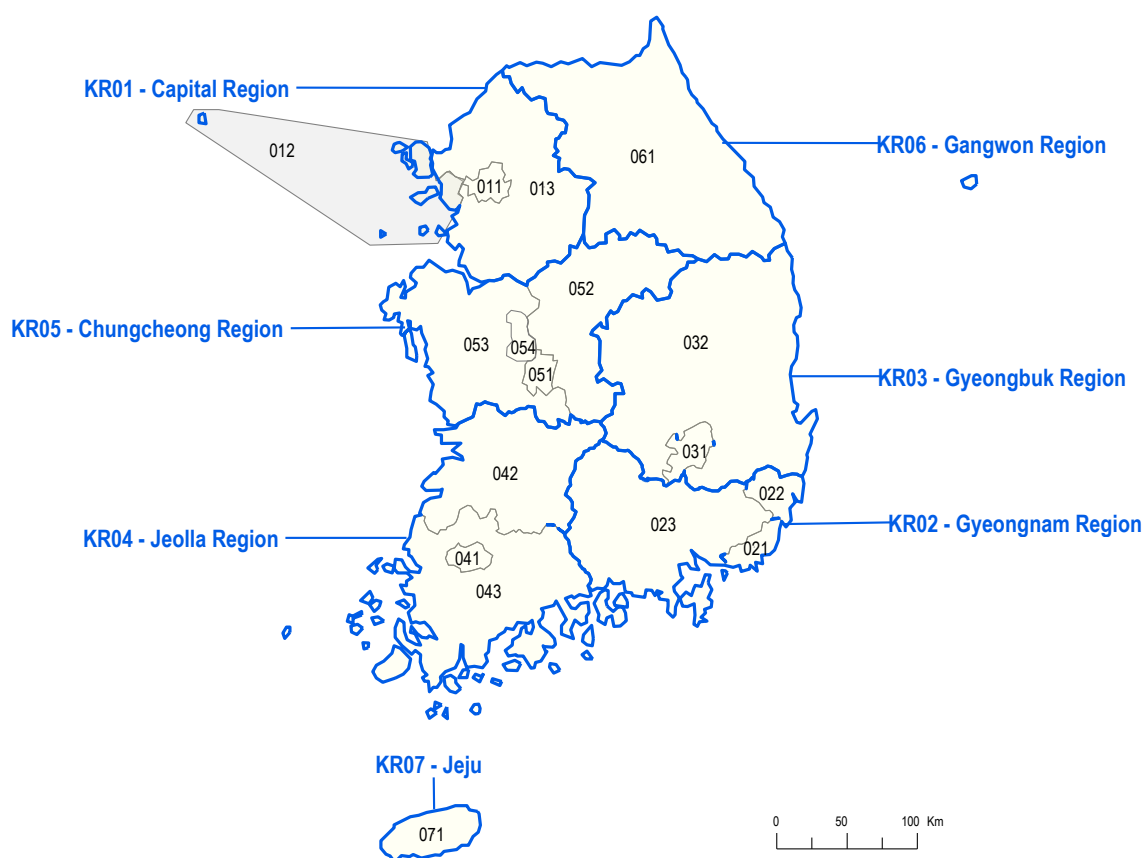 KR01 - Capital Region
012
061
KR06 - Gangwon Region
011
013
052
KR05 - Chungcheong Region
053
054
032
051
KR03 - Gyeongbuk Region
031
042
022
023
KR02 - Gyeongnam Region
KR04 - Jeolla Region
021
041
043
KR07 - Jeju
071
0 50 100 Km